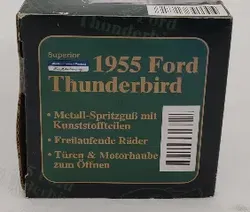 Superior
1955 Ford
Thunderbird
• Metall-Spritzguß mit
Kunststoffteilen
• Freilaufende Räder
• Türen & Motorhaube
zum Öffnen